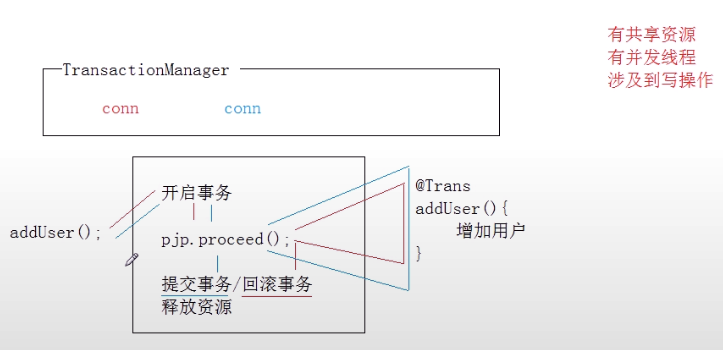 有共享资源
有并发线程
涉及到写操作
TransactionManager
conn
conn
开启事务
addUser();
pjp.proceed();
提交事务/回滚事务
释放资源
@Trans
addUser(){
增加用户
}